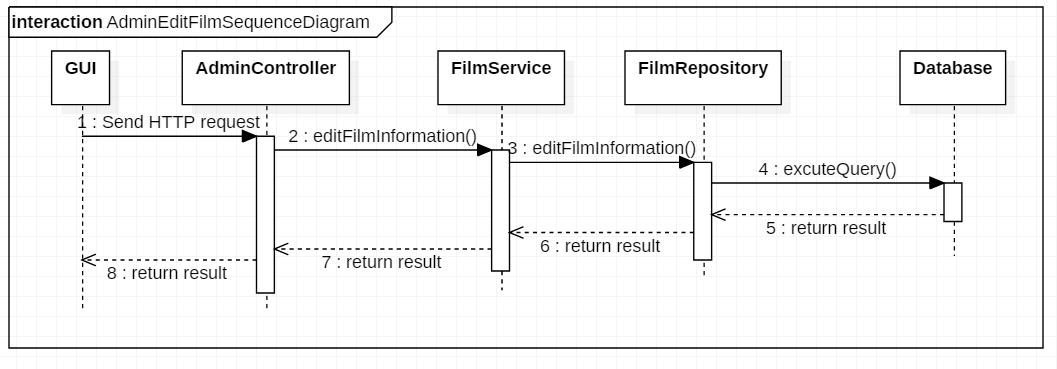 interaction AdminEditFilmSequenceDiagram
GUI
AdminController
FilmService
FilmRepository
Database
1 : Send HTTP request
2 : editFilmInformation()
3 : editFilmInformation()
4 : excuteQuery()
5 : return result
6 : return result
7 : return result
8 : return result